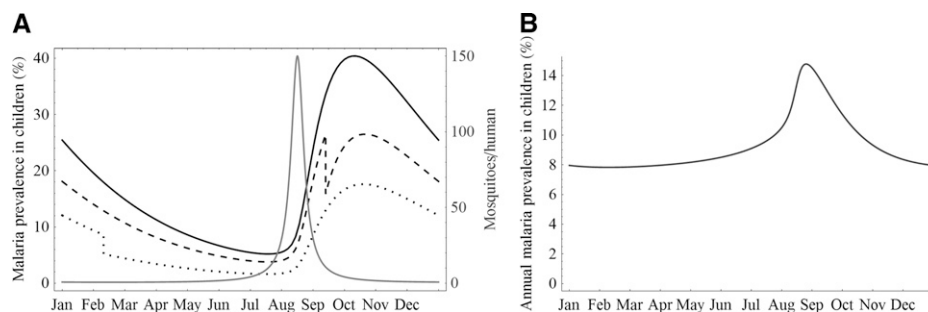 A
Malaria prevalence in children (%)
40
30
20
10
0
150
100
50
0
Mosquitoes/human
Jan Feb Mar Apr May Jun Jul Aug Sep Oct Nov Dec
B
Annual malaria prevalence in children (%)
14
12
10
8
6
4
2
0
Jan Feb Mar Apr May Jun Jul Aug Sep Oct Nov Dec